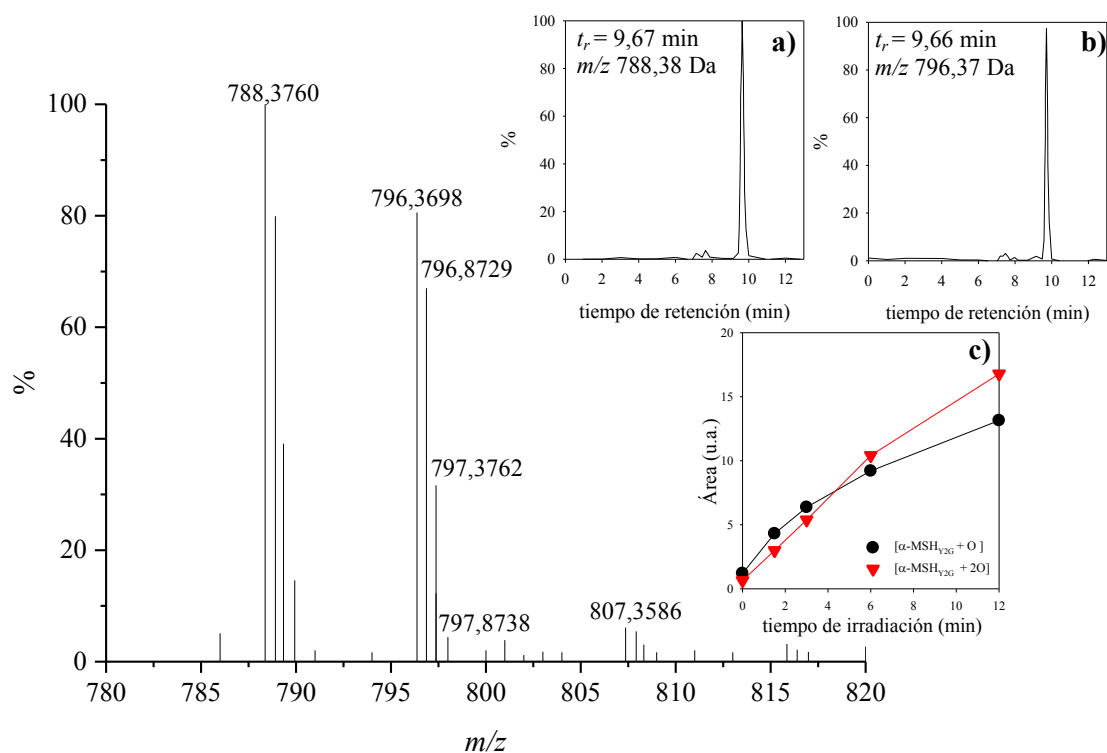 100
80
60
40
20
0
%
780
785
790
795
800
805
810
815
820
m/z
788,3760
796,3698
796,8729
797,3762
797,8738
807,3586
a)
t_r = 9,67 min
m/z 788,38 Da
100
80
60
40
20
0
%
0 2 4 6 8 10 12
tiempo de retención (min)
b)
t_r = 9,66 min
m/z 796,37 Da
100
80
60
40
20
0
%
0 2 4 6 8 10 12
tiempo de retención (min)
c)
20
15
10
5
0
Área (u.a.)
[α-MSH_Y2G + O ]
[α-MSH_Y2G + 2O]
0 2 4 6 8 10 12
tiempo de irradiación (min)